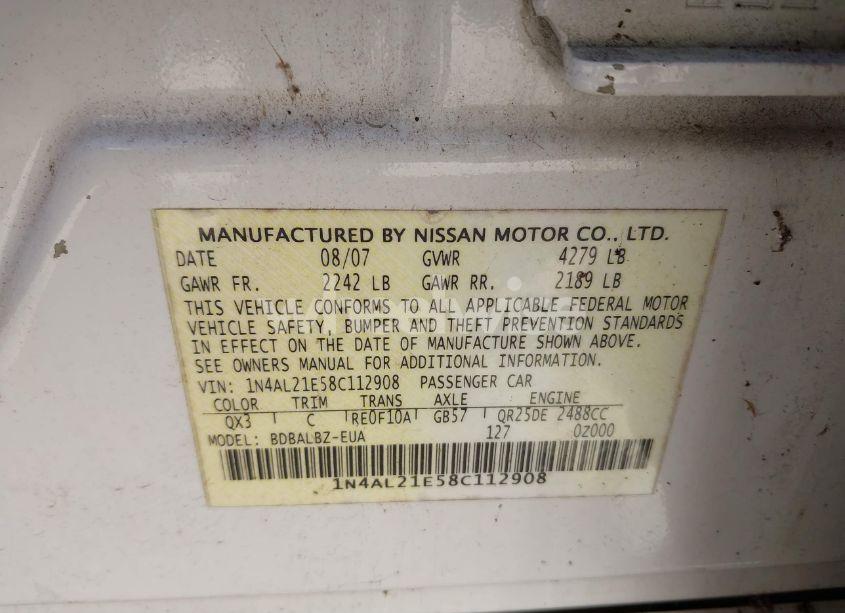 MANUFACTURED BY NISSAN MOTOR CO., LTD.
DATE 08/07 GVWR 4279 LB
GAWR FR. 2242 LB GAWR RR. 2189 LB
THIS VEHICLE CONFORMS TO ALL APPLICABLE FEDERAL MOTOR
VEHICLE SAFETY, BUMPER AND THEFT PREVENTION STANDARDS
IN EFFECT ON THE DATE OF MANUFACTURE SHOWN ABOVE.
SEE OWNERS MANUAL FOR ADDITIONAL INFORMATION.
VIN: 1N4AL21E58C112908 PASSENGER CAR
COLOR TRIM TRANS AXLE ENGINE
QX3 C RE0F10A GB57 QR25DE 2488CC
MODEL: BDBALBZ-EUA 127 0Z000
1N4AL21E58C112908